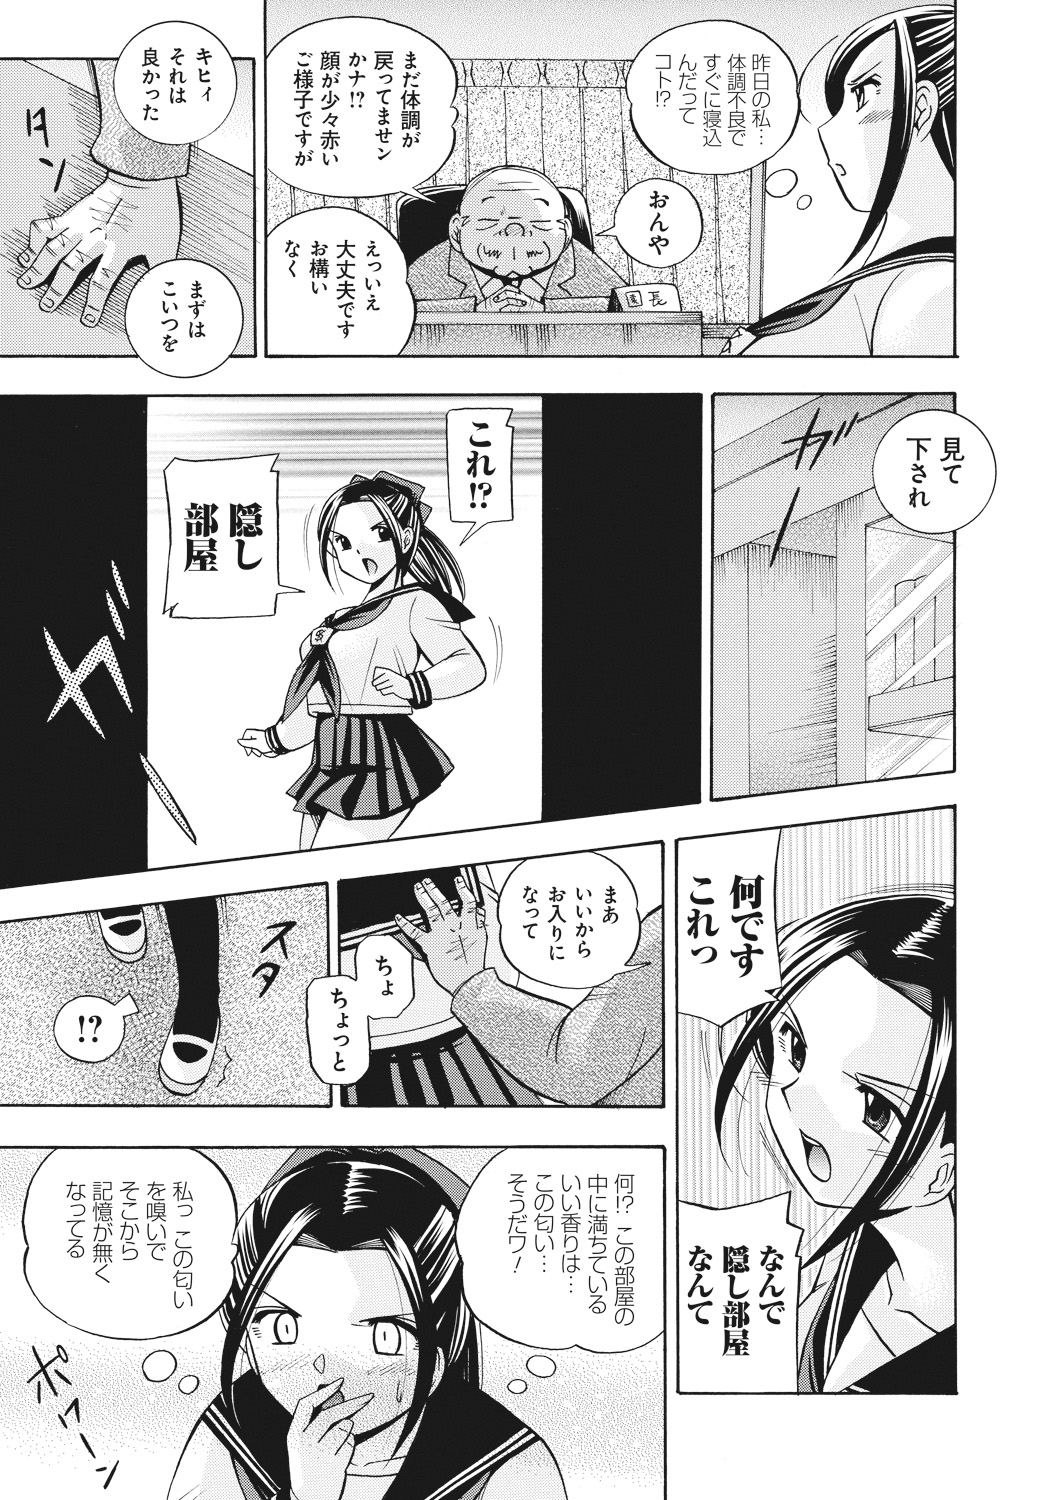 昨日の私…
体調不良で
すぐに寝込
んだって
コト!?
おんや
まだ体調が
戻ってませン
かナ!?
顔が少々赤い
ご様子ですが
えっいえ
大丈夫です
お構い
なく
園長
キヒィ
それは
良かった
タンッ
まずは
こいつを
見て
下され
ガッ
これ!?
隠し
部屋
ガッ
何です
これっ
なんで
隠し部屋
なんて
まあ
いいから
お入りに
なって
ちょ
ちょっと
スタ
!?
何!? この部屋の
中に満ちている
いい香りは…
この匂い…
そうだワ!
私っ この匂い
を嗅いで
そこから
記憶が無く
なってる
ポワ〜ン